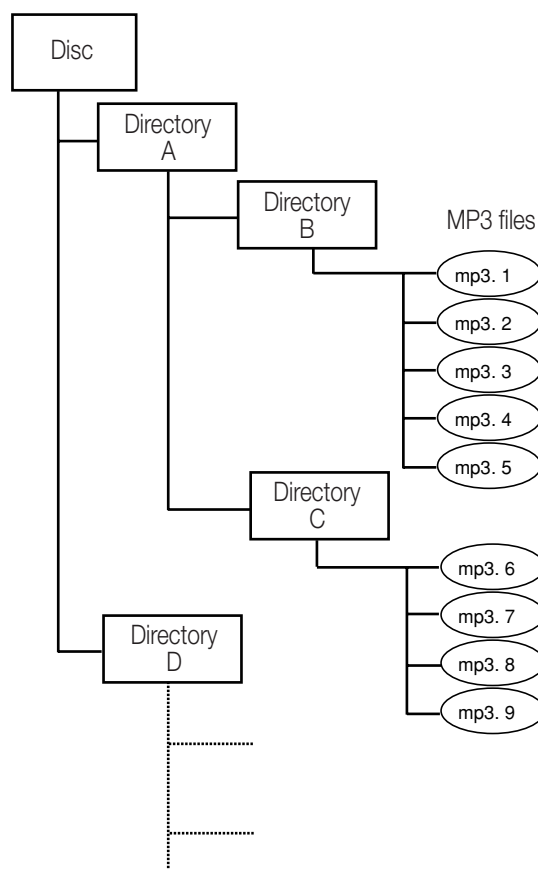 Disc
Directory
A
Directory
B
MP3 files
mp3. 1
mp3. 2
mp3. 3
mp3. 4
mp3. 5
Directory
C
mp3. 6
mp3. 7
mp3. 8
mp3. 9
Directory
D